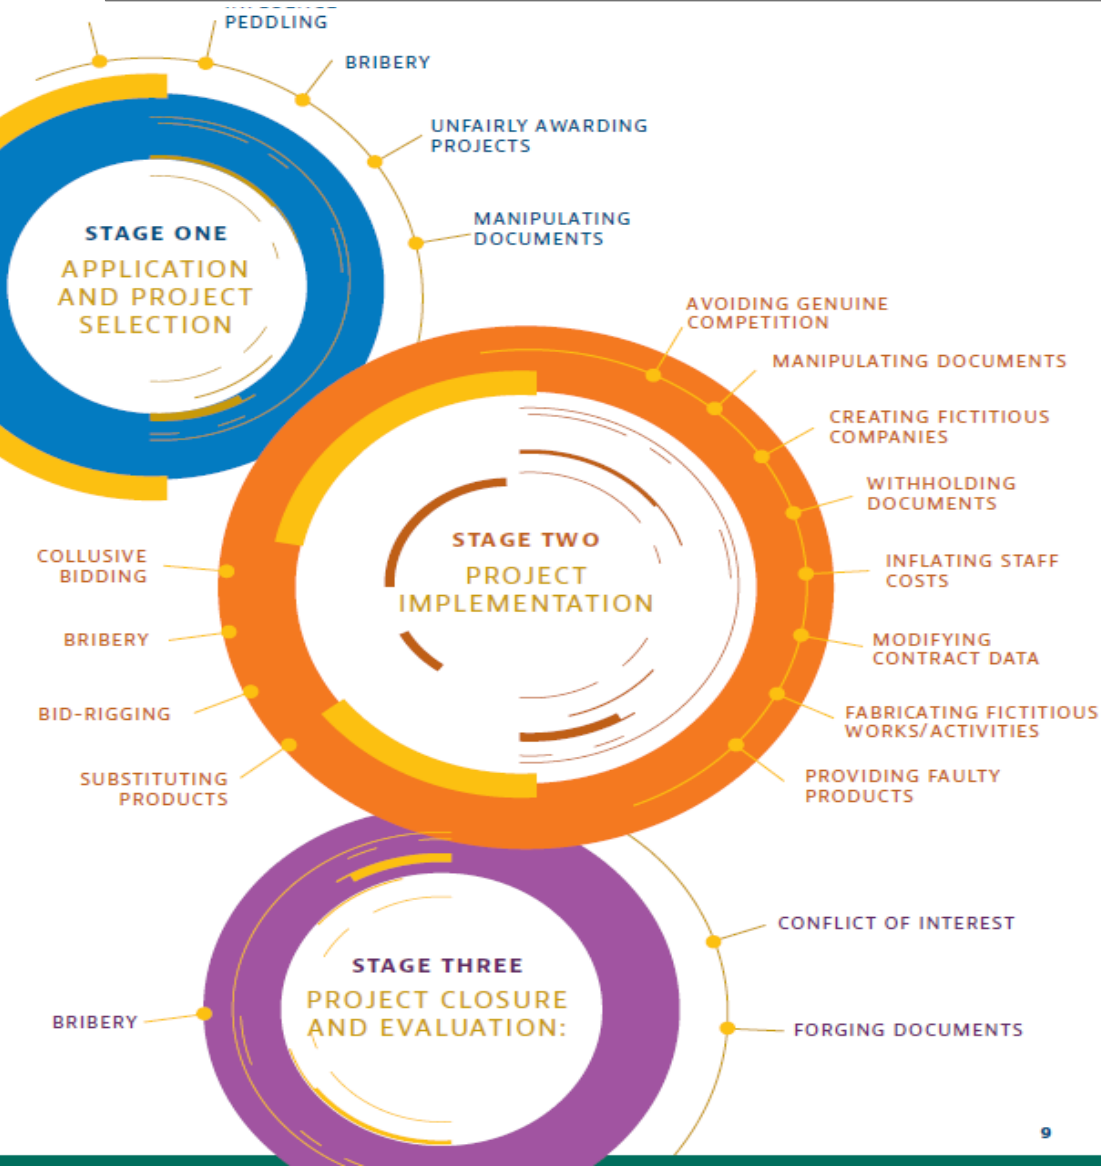 PEDDLING
BRIBERY
UNFAIRLY AWARDING
PROJECTS
MANIPULATING
DOCUMENTS
STAGE ONE
APPLICATION
AND PROJECT
SELECTION
AVOIDING GENUINE
COMPETITION
MANIPULATING DOCUMENTS
CREATING FICTITIOUS
COMPANIES
WITHHOLDING
DOCUMENTS
INFLATING STAFF
COSTS
MODIFYING
CONTRACT DATA
FABRICATING FICTITIOUS
WORKS/ACTIVITIES
PROVIDING FAULTY
PRODUCTS
STAGE TWO
PROJECT
IMPLEMENTATION
COLLUSIVE
BIDDING
BRIBERY
BID-RIGGING
SUBSTITUTING
PRODUCTS
CONFLICT OF INTEREST
FORGING DOCUMENTS
STAGE THREE
PROJECT CLOSURE
AND EVALUATION:
BRIBERY
9